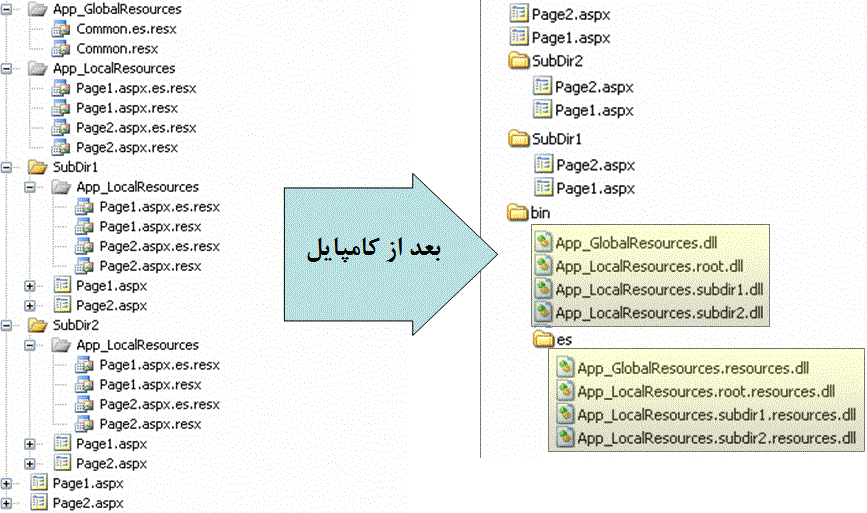 App_GlobalResources
Common.es.resx
Common.resx
App_LocalResources
Page1.aspx.es.resx
Page1.aspx.resx
Page2.aspx.es.resx
Page2.aspx.resx
SubDir1
App_LocalResources
Page1.aspx.es.resx
Page1.aspx.resx
Page2.aspx.es.resx
Page2.aspx.resx
Page1.aspx
Page2.aspx
SubDir2
App_LocalResources
Page1.aspx.es.resx
Page1.aspx.resx
Page2.aspx.es.resx
Page2.aspx.resx
Page1.aspx
Page2.aspx
Page1.aspx
Page2.aspx
بعد از کامپایل
Page2.aspx
Page1.aspx
SubDir2
Page2.aspx
Page1.aspx
SubDir1
Page2.aspx
Page1.aspx
bin
App_GlobalResources.dll
App_LocalResources.root.dll
App_LocalResources.subdir1.dll
App_LocalResources.subdir2.dll
es
App_GlobalResources.resources.dll
App_LocalResources.root.resources.dll
App_LocalResources.subdir1.resources.dll
App_LocalResources.subdir2.resources.dll